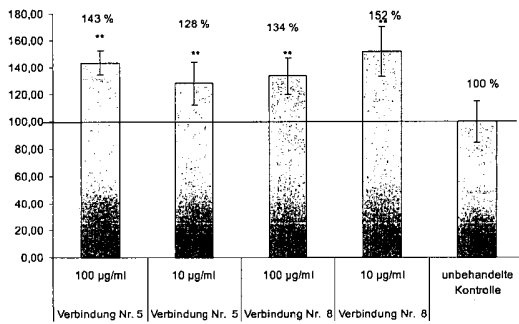 180,00
160,00
140,00
120,00
100,00
80,00
60,00
40,00
20,00
0,00
143 % 128 % 134 % 152 % 100 %
** ** ** **
100 µg/ml 10 µg/ml 100 µg/ml 10 µg/ml unbehandelte
Kontrolle
Verbindung Nr. 5 Verbindung Nr. 5 Verbindung Nr. 8 Verbindung Nr. 8